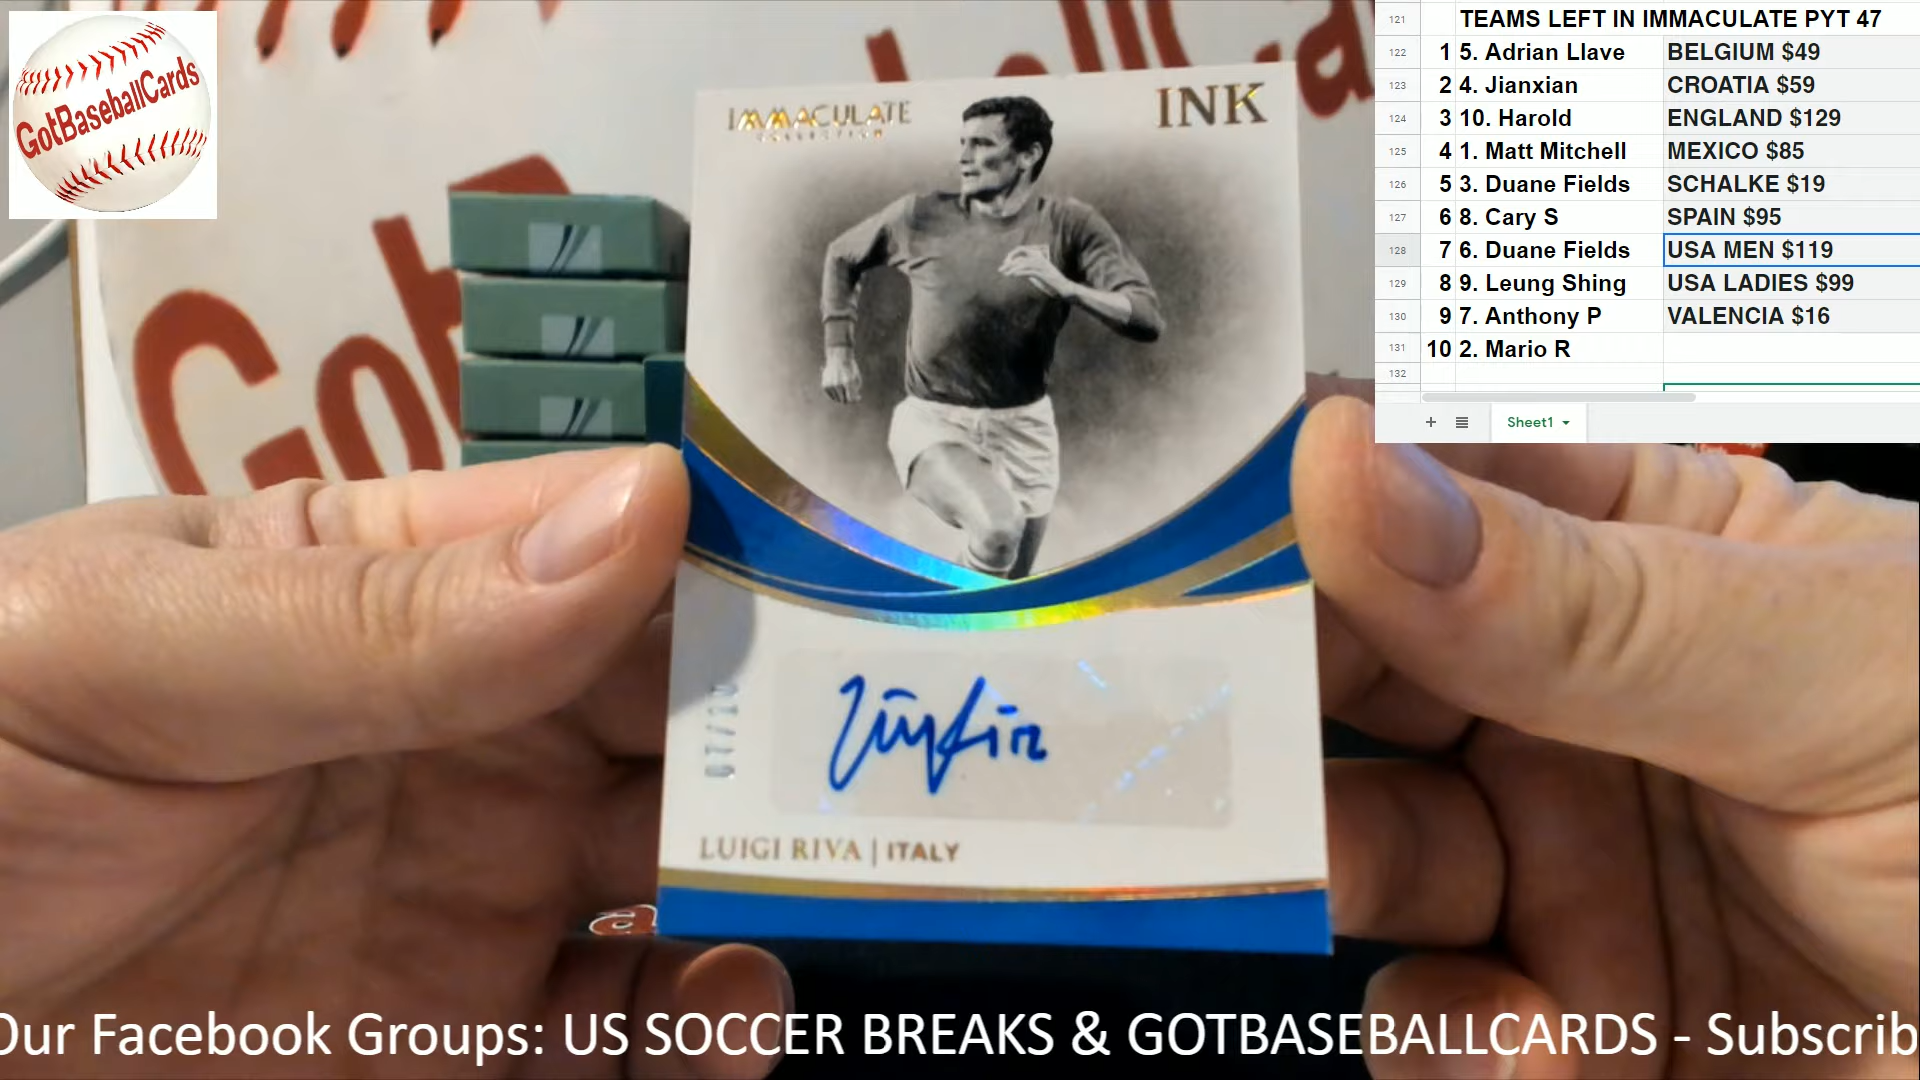 GotBaseballCards
IMMACULATE
COLLECTION
INK
LUIGI RIVA | ITALY
121 TEAMS LEFT IN IMMACULATE PYT 47
122 1 5. Adrian Llave BELGIUM $49
123 2 4. Jianxian CROATIA $59
124 3 10. Harold ENGLAND $129
125 4 1. Matt Mitchell MEXICO $85
126 5 3. Duane Fields SCHALKE $19
127 6 8. Cary S SPAIN $95
128 7 6. Duane Fields USA MEN $119
129 8 9. Leung Shing USA LADIES $99
130 9 7. Anthony P VALENCIA $16
131 10 2. Mario R
132
+ Sheet1
Our Facebook Groups: US SOCCER BREAKS & GOTBASEBALLCARDS - Subscrib